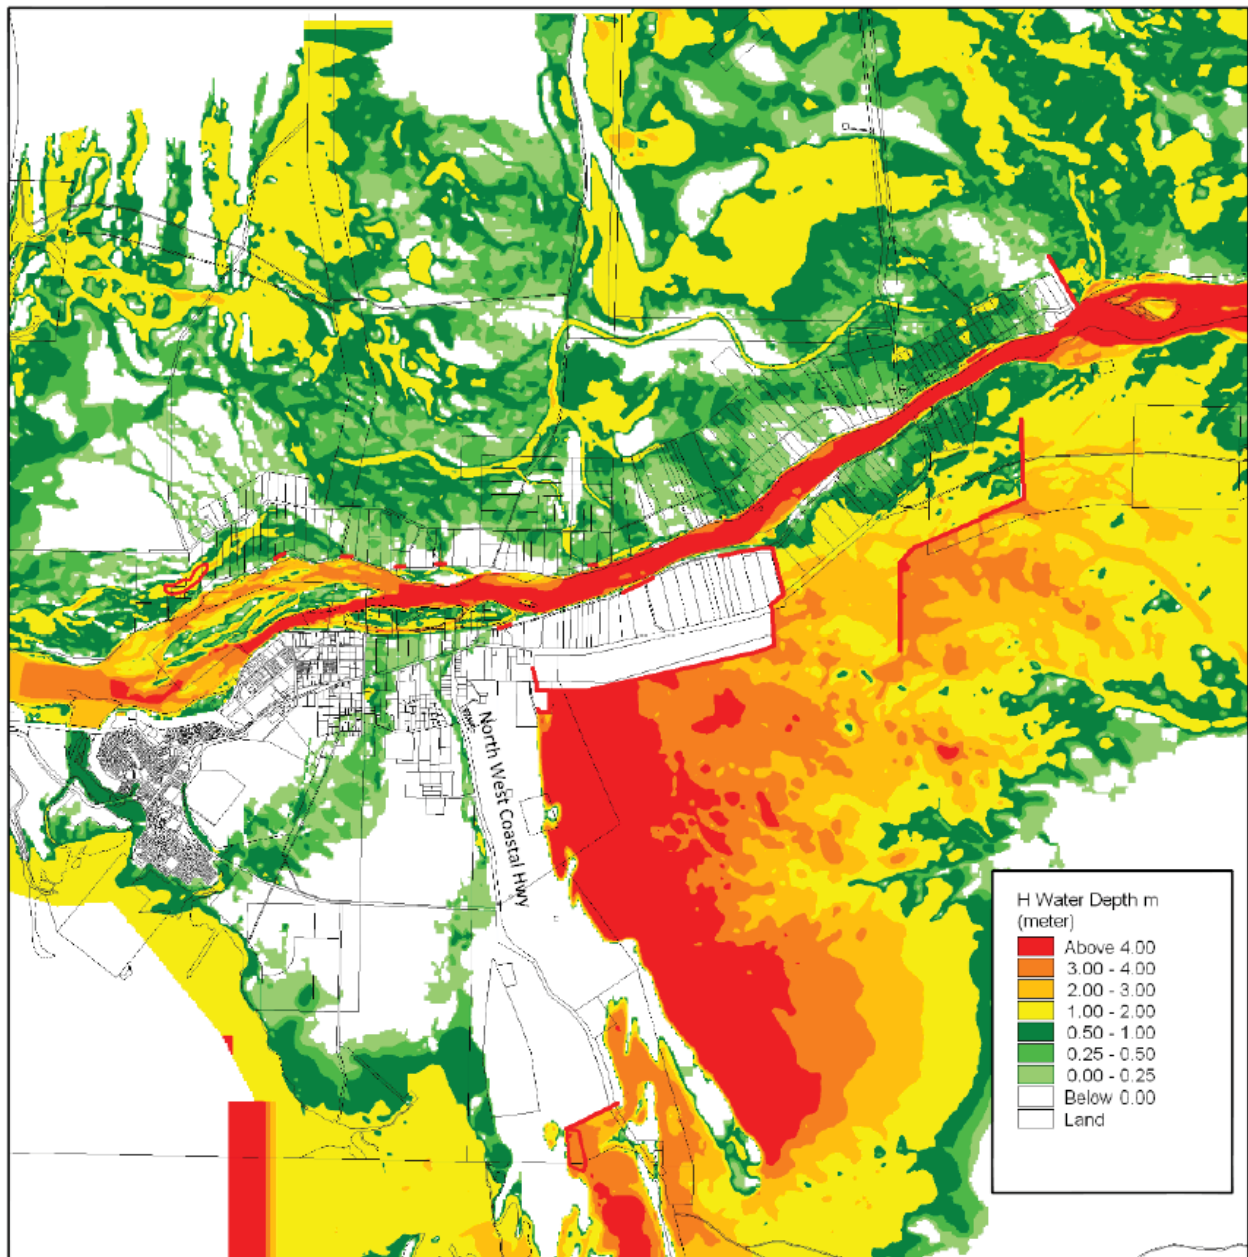 North West Coastal Hwy
H Water Depth m
(meter)
Above 4.00
3.00 - 4.00
2.00 - 3.00
1.00 - 2.00
0.50 - 1.00
0.25 - 0.50
0.00 - 0.25
Below 0.00
Land